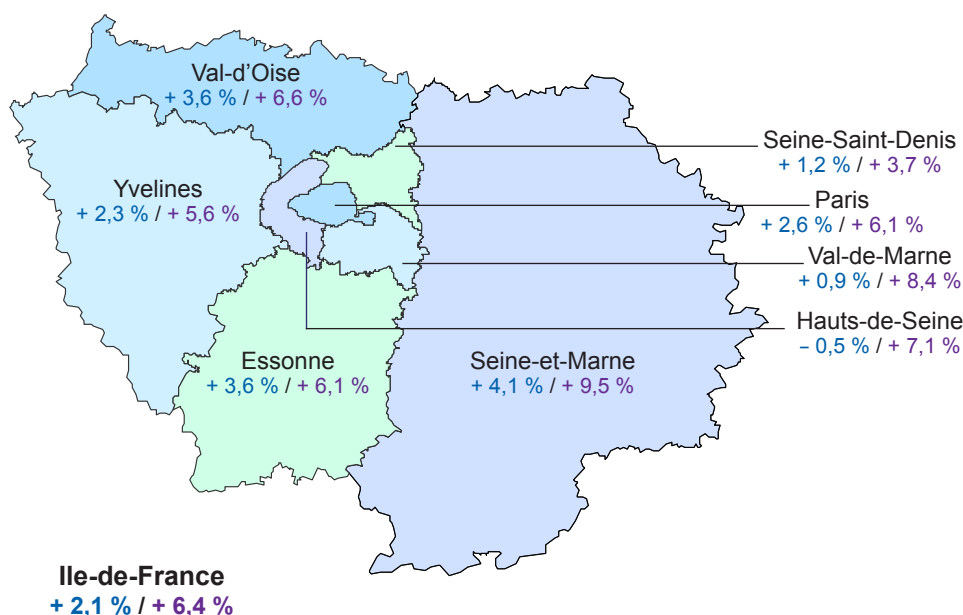 Val-d’Oise
+ 3,6 % / + 6,6 %
Seine-Saint-Denis
+ 1,2 % / + 3,7 %
Yvelines
+ 2,3 % / + 5,6 %
Paris
+ 2,6 % / + 6,1 %
Val-de-Marne
+ 0,9 % / + 8,4 %
Hauts-de-Seine
– 0,5 % / + 7,1 %
Essonne
+ 3,6 % / + 6,1 %
Seine-et-Marne
+ 4,1 % / + 9,5 %
Ile-de-France
+ 2,1 % / + 6,4 %